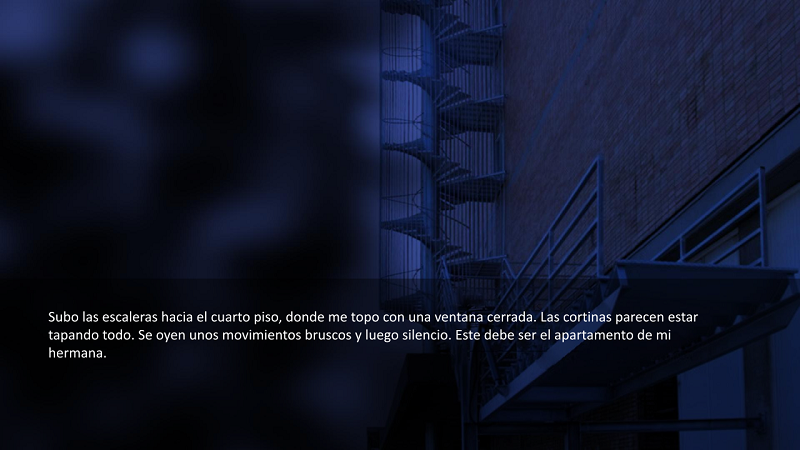 Subo las escaleras hacia el cuarto piso, donde me topo con una ventana cerrada. Las cortinas parecen estar
tapando todo. Se oyen unos movimientos bruscos y luego silencio. Este debe ser el apartamento de mi
hermana.